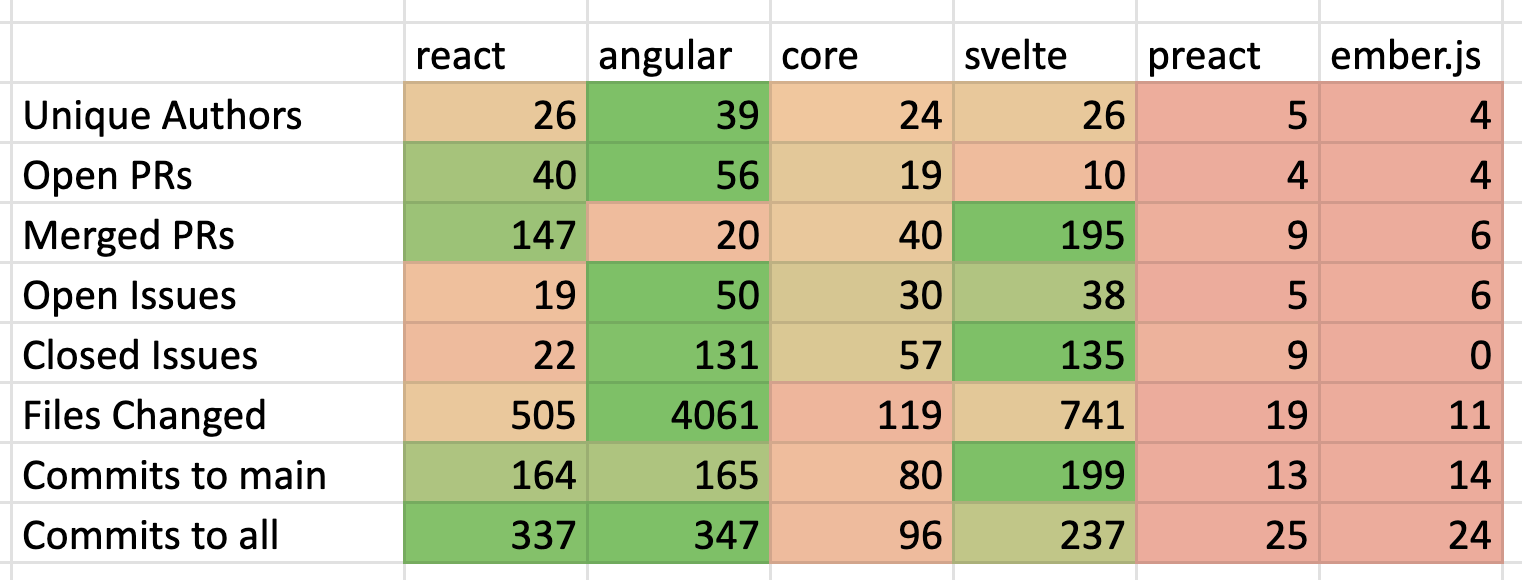 react angular core svelte preact ember.js
Unique Authors 26 39 24 26 5 4
Open PRs 40 56 19 10 4 4
Merged PRs 147 20 40 195 9 6
Open Issues 19 50 30 38 5 6
Closed Issues 22 131 57 135 9 0
Files Changed 505 4061 119 741 19 11
Commits to main 164 165 80 199 13 14
Commits to all 337 347 96 237 25 24